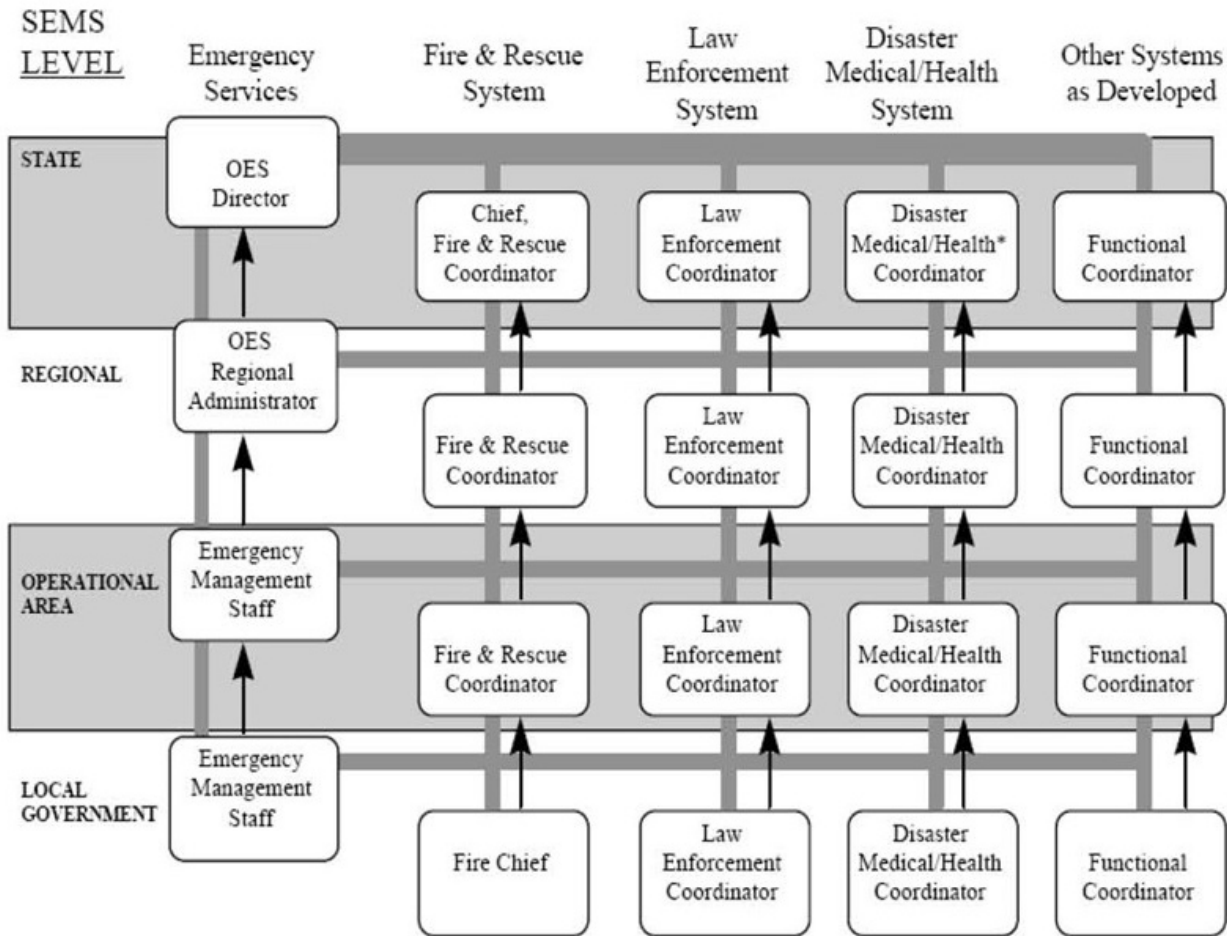 SEMS
LEVEL
Emergency
Services
Fire & Rescue
System
Law
Enforcement
System
Disaster
Medical/Health
System
Other Systems
as Developed
STATE
OES
Director
Chief,
Fire & Rescue
Coordinator
Law
Enforcement
Coordinator
Disaster
Medical/Health*
Coordinator
Functional
Coordinator
REGIONAL
OES
Regional
Administrator
Fire & Rescue
Coordinator
Law
Enforcement
Coordinator
Disaster
Medical/Health
Coordinator
Functional
Coordinator
OPERATIONAL
AREA
Emergency
Management
Staff
Fire & Rescue
Coordinator
Law
Enforcement
Coordinator
Disaster
Medical/Health
Coordinator
Functional
Coordinator
LOCAL
GOVERNMENT
Emergency
Management
Staff
Fire Chief
Law
Enforcement
Coordinator
Disaster
Medical/Health
Coordinator
Functional
Coordinator